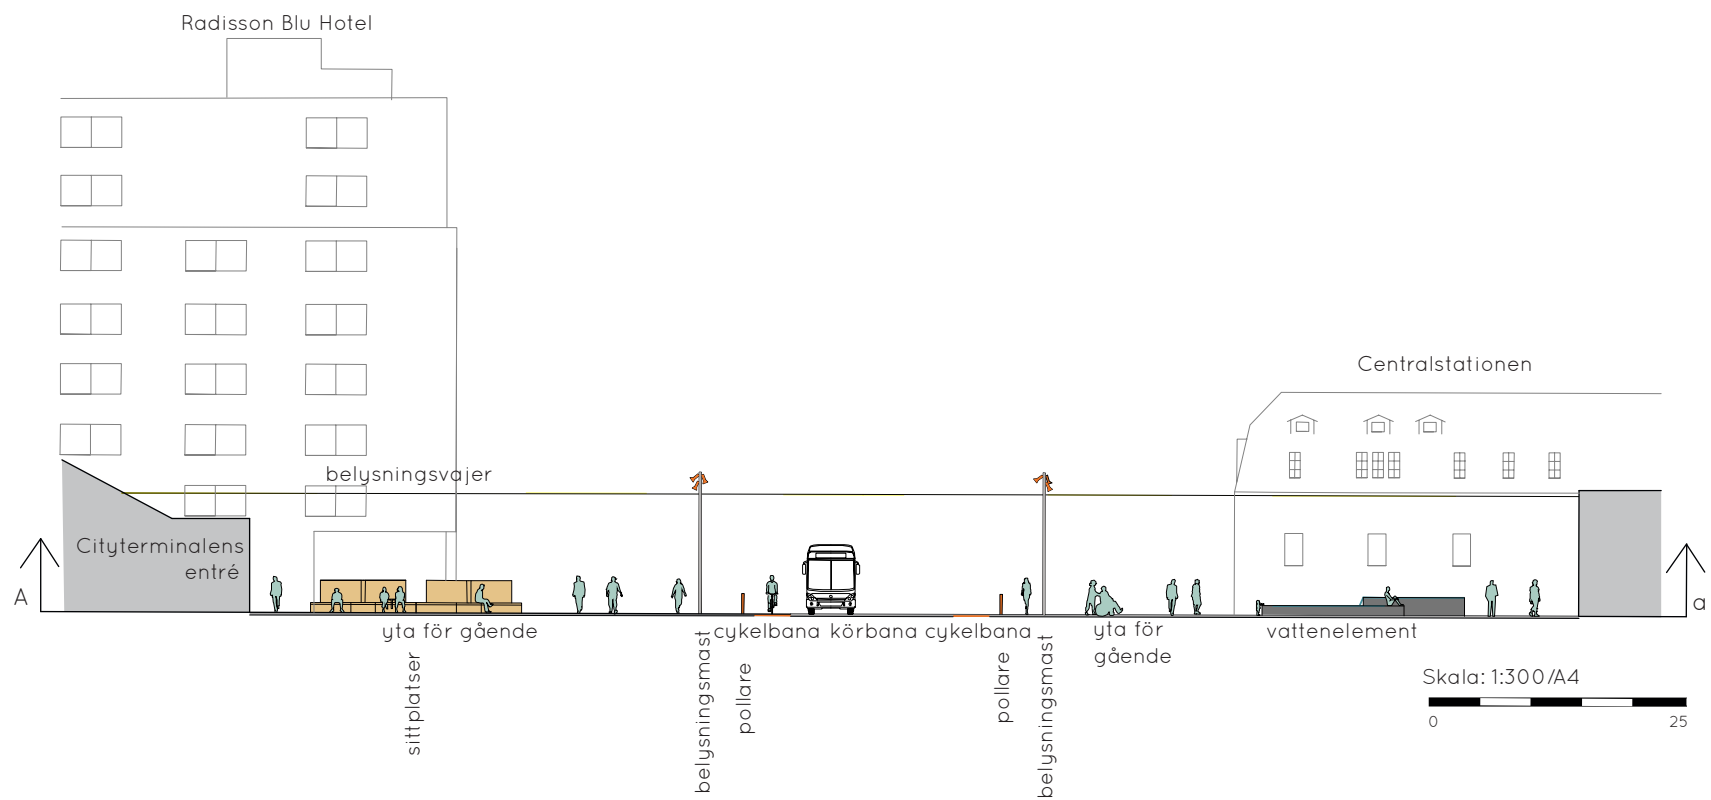 Radisson Blu Hotel
Centralstationen
belysningsvajer
Cityterminalens
entré
A
a
yta för gående
cykelbana körbana cykelbana
yta för
gående
vattenelement
sittplatser
belysningsmast
pollare
pollare
belysningsmast
Skala: 1:300/A4
0 25